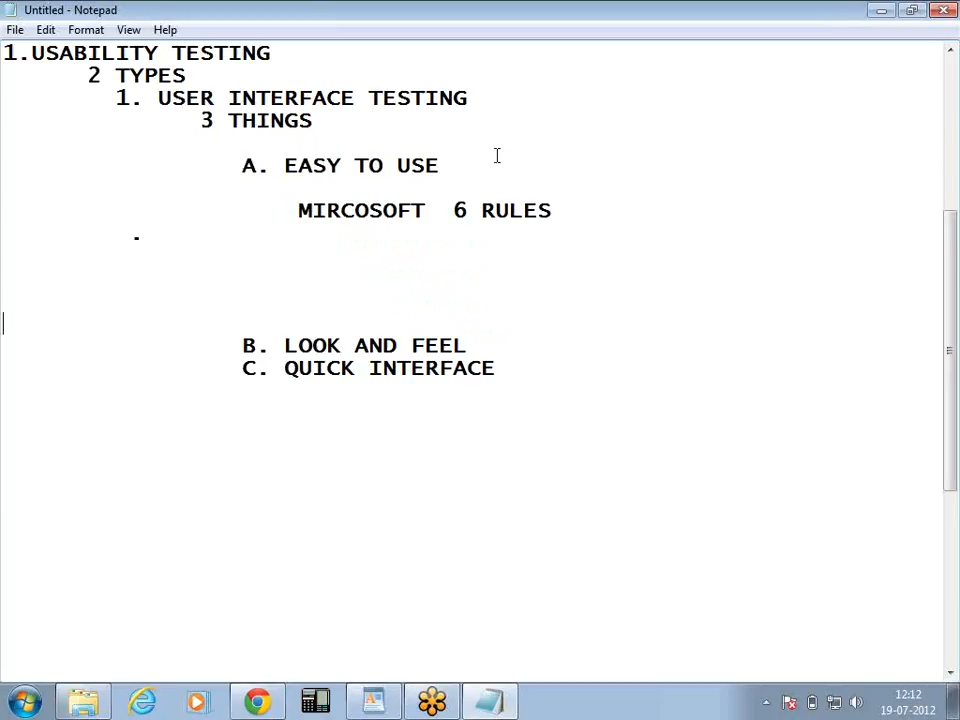 Untitled - Notepad
File Edit Format View Help
1.USABILITY TESTING
2 TYPES
1. USER INTERFACE TESTING
3 THINGS
A. EASY TO USE
MIRCOSOFT 6 RULES
-
B. LOOK AND FEEL
C. QUICK INTERFACE
12:12
19-07-2012